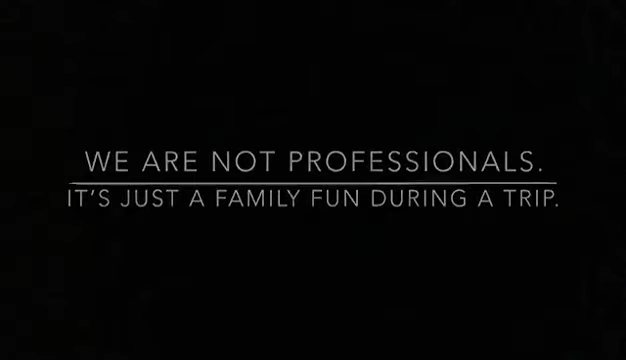 WE ARE NOT PROFESSIONALS.
IT'S JUST A FAMILY FUN DURING A TRIP.